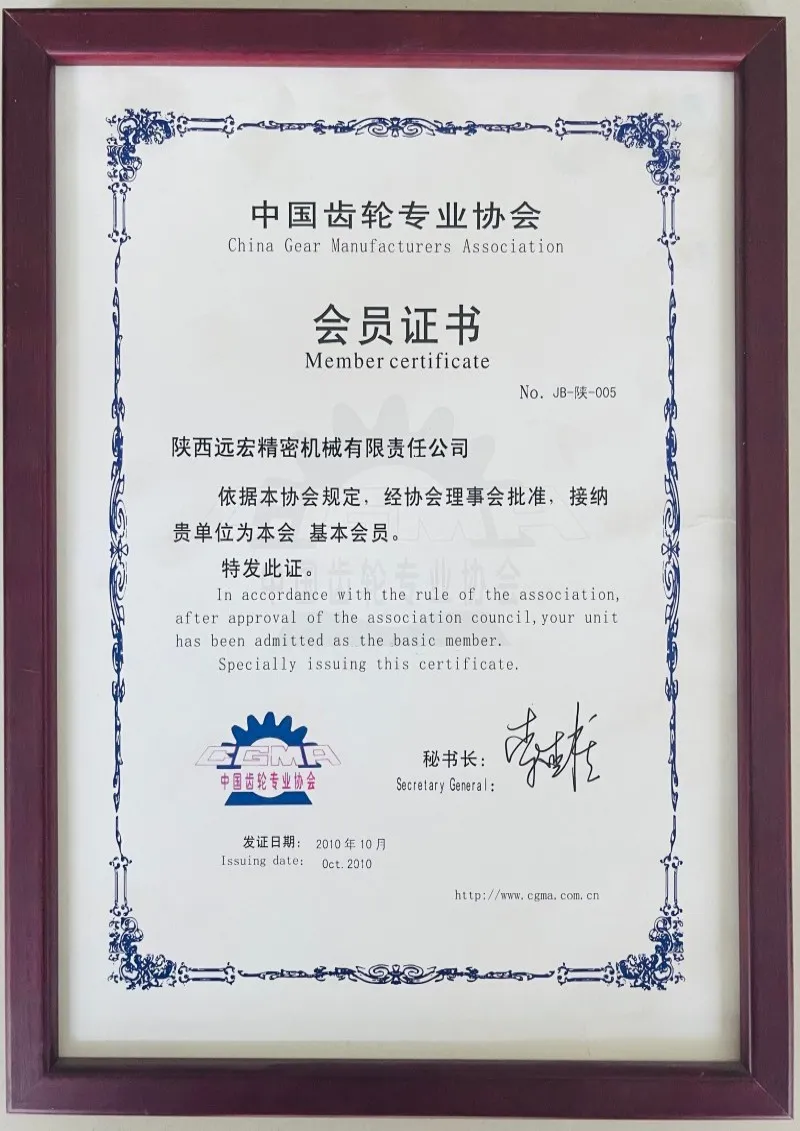 中国齿轮专业协会
China Gear Manufacturers Association
会员证书
Member certificate
No. JB-陕-005
陕西远宏精密机械有限责任公司
依据本协会规定，经协会理事会批准，接纳
贵单位为本会 基本会员。
特发此证。
In accordance with the rule of the association,
after approval of the association council,your unit
has been admitted as the basic member.
Specially issuing this certificate.
CGMA
中国齿轮专业协会
秘书长：
Secretary General:
发证日期： 2010年10月
Issuing date: Oct.2010
http://www.cgma.com.cn